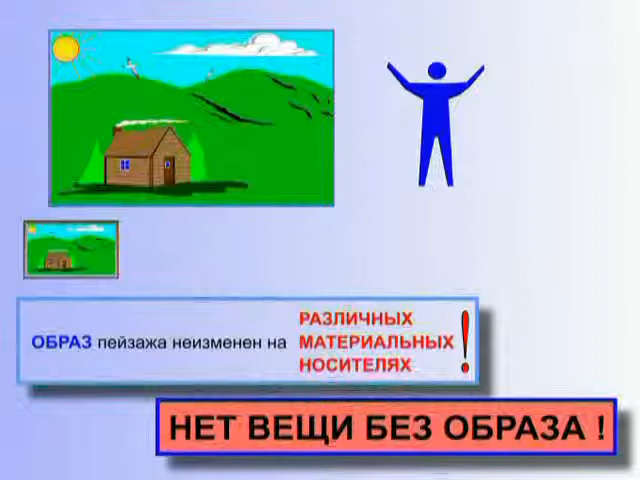 ОБРАЗ пейзажа неизменен на
РАЗЛИЧНЫХ
МАТЕРИАЛЬНЫХ
НОСИТЕЛЯХ
!
НЕТ ВЕЩИ БЕЗ ОБРАЗА !